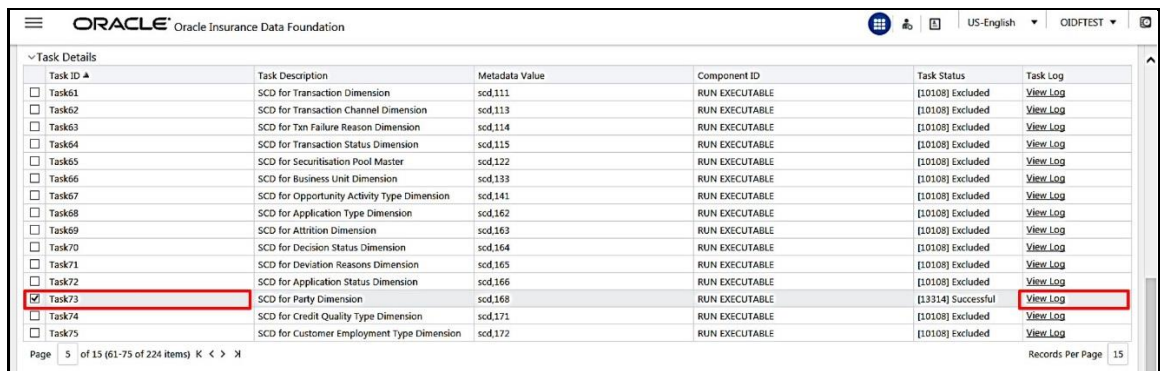 ORACLE Oracle Insurance Data Foundation US-English OIDFTEST
Task Details
Task ID Task Description Metadata Value Component ID Task Status Task Log
Task61 SCD for Transaction Dimension scd,111 RUN EXECUTABLE [10108] Excluded View Log
Task62 SCD for Transaction Channel Dimension scd,113 RUN EXECUTABLE [10108] Excluded View Log
Task63 SCD for Txn Failure Reason Dimension scd,114 RUN EXECUTABLE [10108] Excluded View Log
Task64 SCD for Transaction Status Dimension scd,115 RUN EXECUTABLE [10108] Excluded View Log
Task65 SCD for Securitisation Pool Master scd,122 RUN EXECUTABLE [10108] Excluded View Log
Task66 SCD for Business Unit Dimension scd,133 RUN EXECUTABLE [10108] Excluded View Log
Task67 SCD for Opportunity Activity Type Dimension scd,141 RUN EXECUTABLE [10108] Excluded View Log
Task68 SCD for Application Type Dimension scd,162 RUN EXECUTABLE [10108] Excluded View Log
Task69 SCD for Attrition Dimension scd,163 RUN EXECUTABLE [10108] Excluded View Log
Task70 SCD for Decision Status Dimension scd,164 RUN EXECUTABLE [10108] Excluded View Log
Task71 SCD for Deviation Reasons Dimension scd,165 RUN EXECUTABLE [10108] Excluded View Log
Task72 SCD for Application Status Dimension scd,166 RUN EXECUTABLE [10108] Excluded View Log
Task73 SCD for Party Dimension scd,168 RUN EXECUTABLE [13314] Successful View Log
Task74 SCD for Credit Quality Type Dimension scd,171 RUN EXECUTABLE [10108] Excluded View Log
Task75 SCD for Customer Employment Type Dimension scd,172 RUN EXECUTABLE [10108] Excluded View Log
Page 5 of 15 (61-75 of 224 items) Records Per Page 15